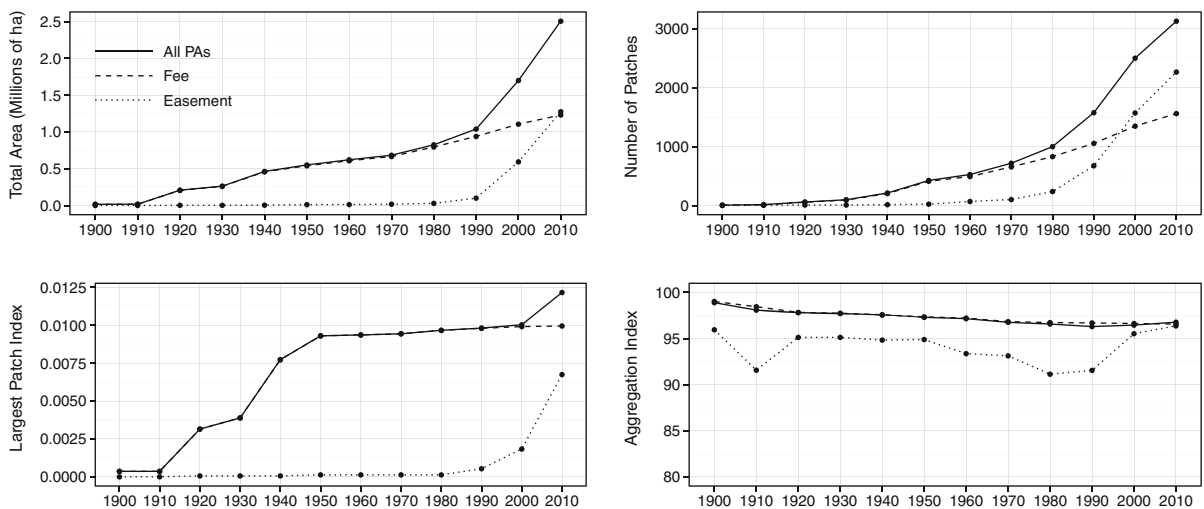 Total Area (Millions of ha)
2.5
2.0
1.5
1.0
0.5
0.0
All PAs
Fee
Easement
1900 1910 1920 1930 1940 1950 1960 1970 1980 1990 2000 2010
Number of Patches
3000
2000
1000
0
1900 1910 1920 1930 1940 1950 1960 1970 1980 1990 2000 2010
Largest Patch Index
0.0125
0.0100
0.0075
0.0050
0.0025
0.0000
1900 1910 1920 1930 1940 1950 1960 1970 1980 1990 2000 2010
Aggregation Index
100
95
90
85
80
1900 1910 1920 1930 1940 1950 1960 1970 1980 1990 2000 2010